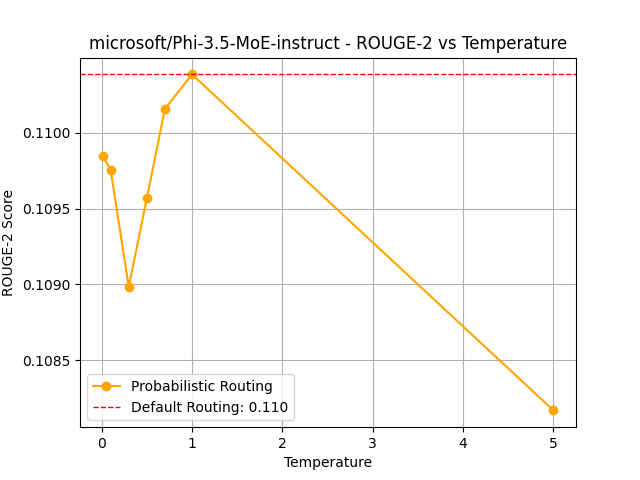 microsoft/Phi-3.5-MoE-instruct - ROUGE-2 vs Temperature
ROUGE-2 Score
0.1100
0.1095
0.1090
0.1085
Probabilistic Routing
Default Routing: 0.110
0 1 2 3 4 5
Temperature